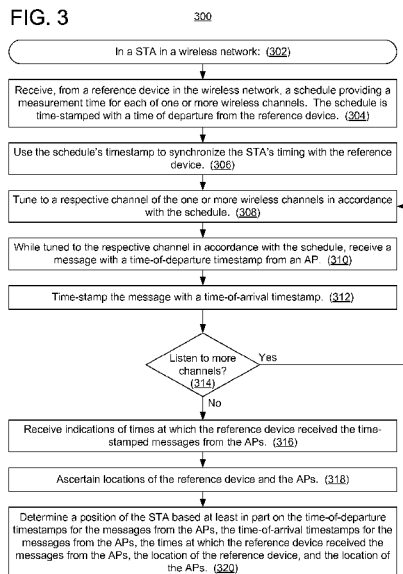 FIG. 3
300
In a STA in a wireless network: (302)
Receive, from a reference device in the wireless network, a schedule providing a
measurement time for each of one or more wireless channels. The schedule is
time-stamped with a time of departure from the reference device. (304)
Use the schedule's timestamp to synchronize the STA's timing with the reference
device. (306)
Tune to a respective channel of the one or more wireless channels in accordance
with the schedule. (308)
While tuned to the respective channel in accordance with the schedule, receive a
message with a time-of-departure timestamp from an AP. (310)
Time-stamp the message with a time-of-arrival timestamp. (312)
Listen to more
channels?
(314)
Yes
No
Receive indications of times at which the reference device received the time-
stamped messages from the APs. (316)
Ascertain locations of the reference device and the APs. (318)
Determine a position of the STA based at least in part on the time-of-departure
timestamps for the messages from the APs, the time-of-arrival timestamps for the
messages from the APs, the times at which the reference device received the
messages from the APs, the location of the reference device, and the location of
the APs. (320)